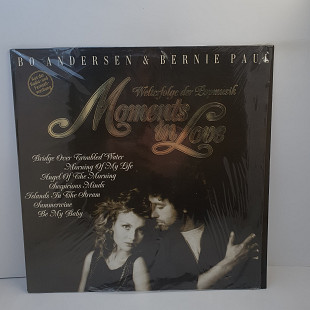 BO ANDERSEN & BERNIE PAUL
Welterfolge der Popmusik
Moments
in Love
Bridge Over Troubled Water
Morning Of My Life
Angel Of The Morning
Suspicious Minds
Islands In The Stream
Summerwine
Be My Baby